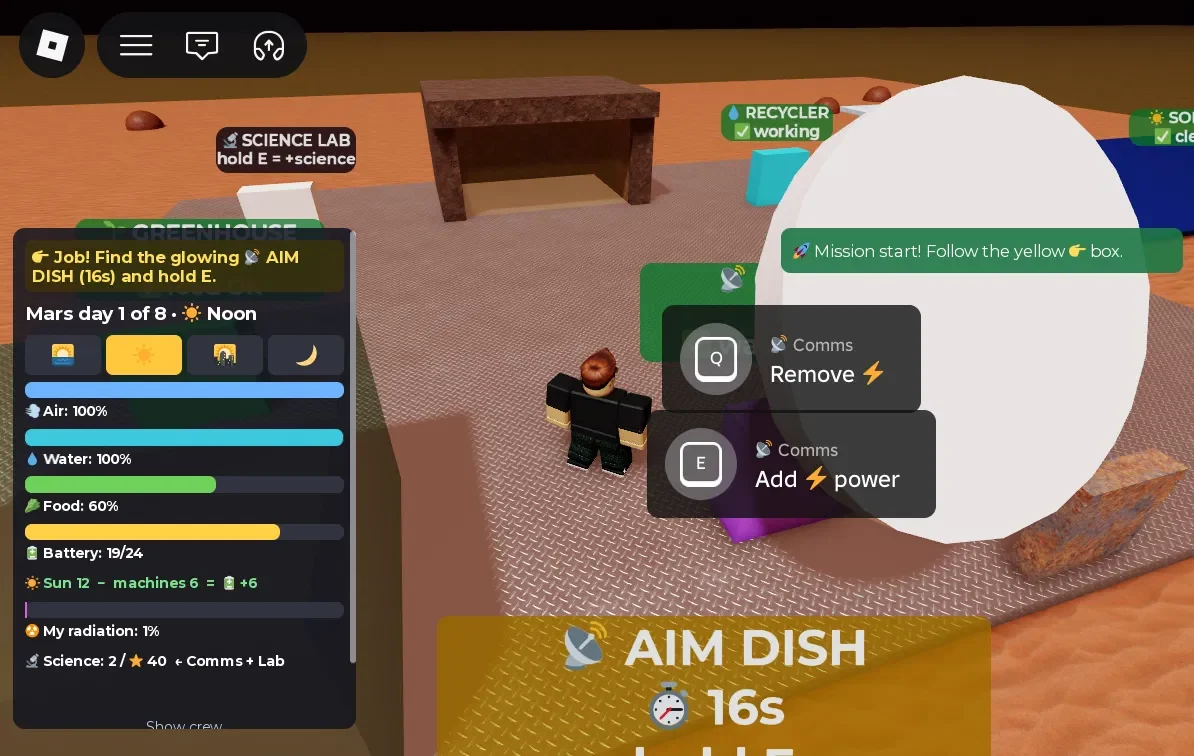 💧 RECYCLER
✅ working
☀️ SO
✅ cle
🔬 SCIENCE LAB
hold E = +science
GREENHOUSE
👉 Job! Find the glowing 📡 AIM
DISH (16s) and hold E.
🚀 Mission start! Follow the yellow 👉 box.
Mars day 1 of 8 • ☀️ Noon
💨 Air: 100%
💧 Water: 100%
🥬 Food: 60%
🔋 Battery: 19/24
☀️ Sun 12 − machines 6 = 🔋 +6
☢️ My radiation: 1%
🔬 Science: 2 / ⭐ 40 ← Comms + Lab
Show crew
Q
📡 Comms
Remove ⚡
E
📡 Comms
Add ⚡ power
📡 AIM DISH
⏱️ 16s
hold E